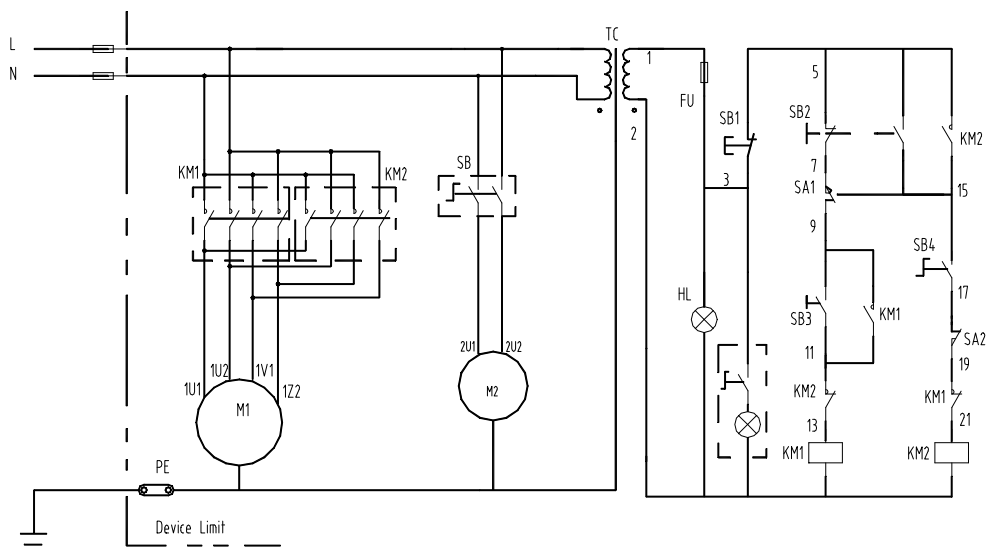 L
N
TC
1
2
FU
SB1
3
5
SB2
KM2
7
SA1
15
9
KM1
KM2
SB
SB4
17
HL
SB3
KM1
SA2
11
19
2U1
2U2
1U1
1U2
1V1
1Z2
M1
M2
KM2
KM1
13
21
KM1
KM2
PE
Device Limit